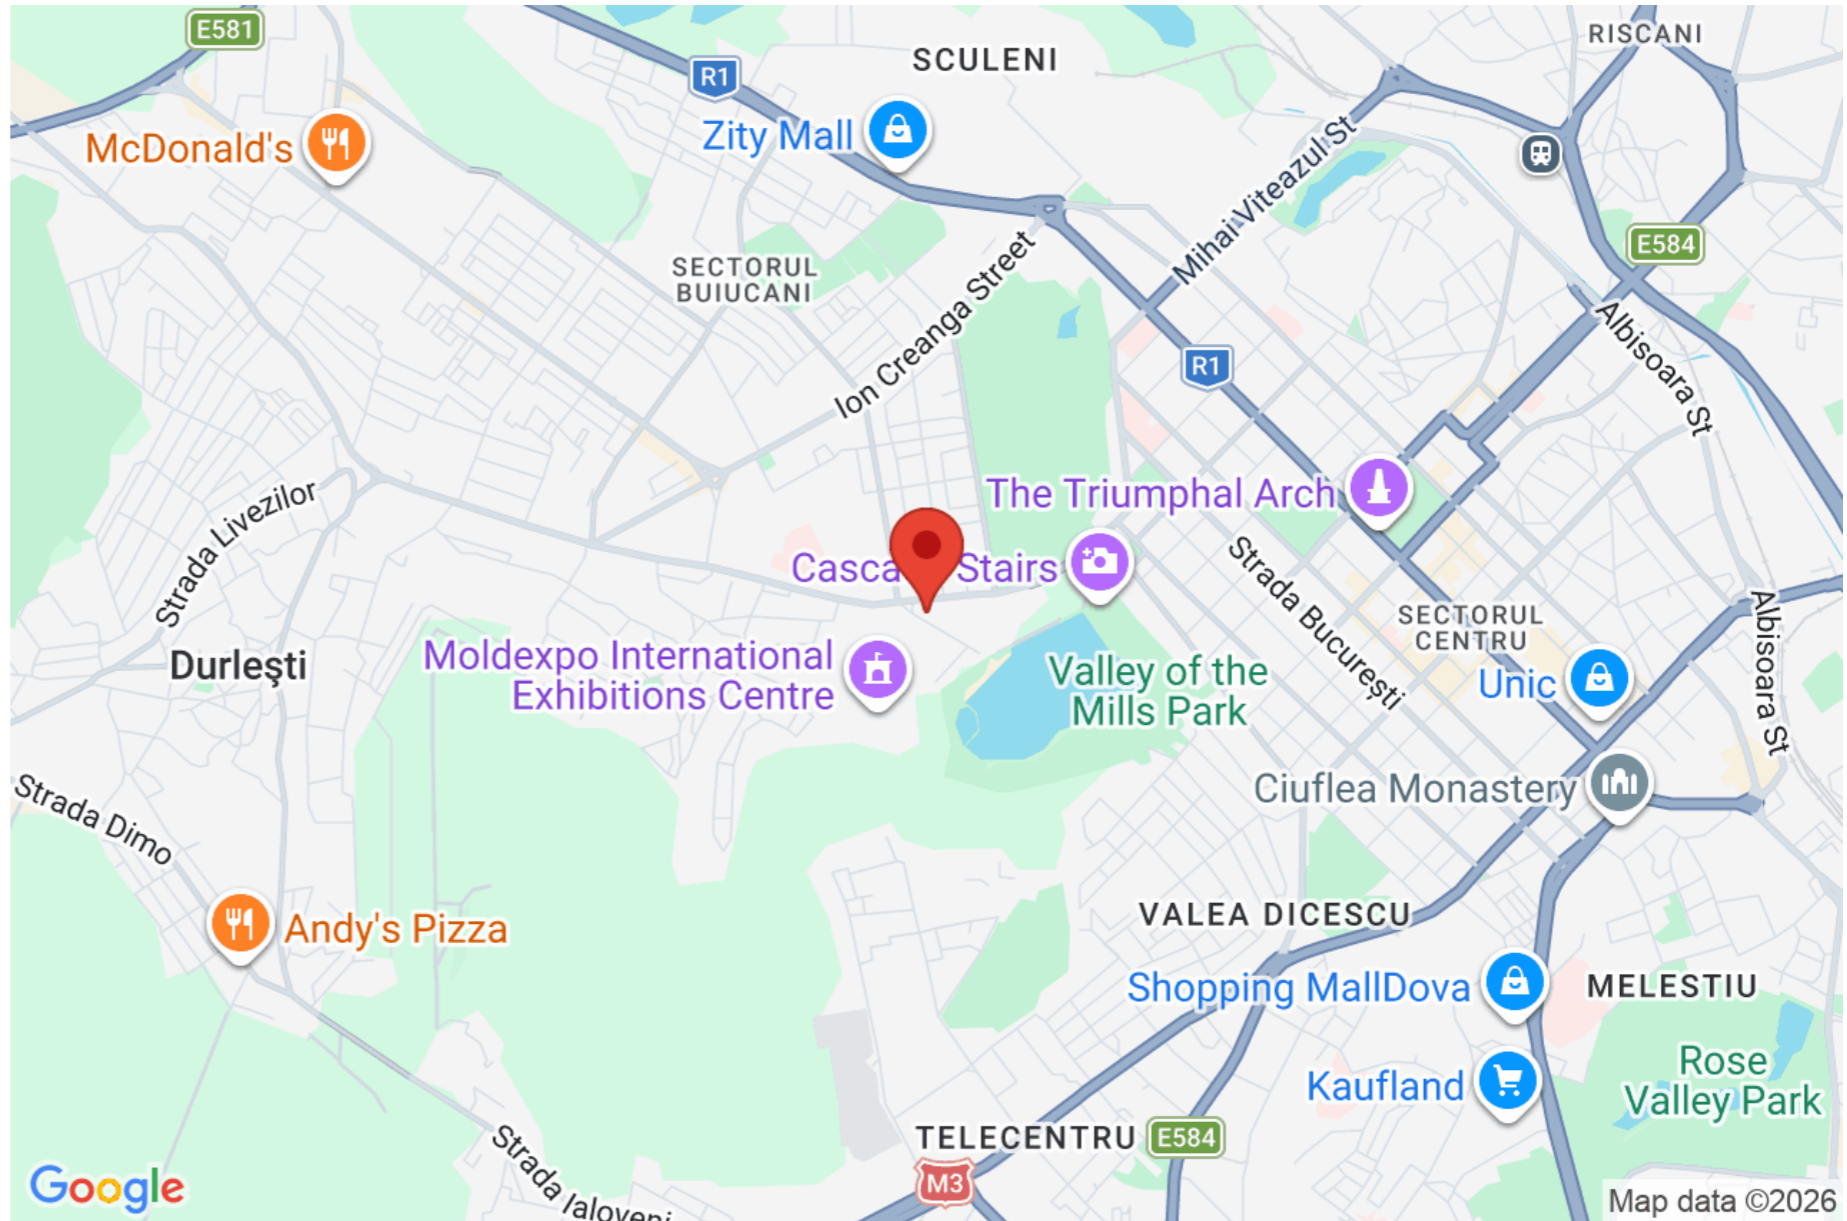 E581
RISCANI
SCULENI
R1
Zity Mall
McDonald's
Mihai Viteazul St
E584
SECTORUL
BUIUCANI
Ion Creanga Street
Albisoara St
R1
The Triumphal Arch
Strada Livezilor
Casca
Stairs
Strada București
SECTORUL
CENTRU
Albisoara St
Durleşti
Moldexpo International
Exhibitions Centre
Valley of the
Mills Park
Unic
Strada Dimo
Ciuflea Monastery
Andy's Pizza
VALEA DICESCU
Shopping MallDova
MELESTIU
Kaufland
Rose
Valley Park
TELECENTRU
E584
Strada Ialoveni
M3
Google
Map data ©2026